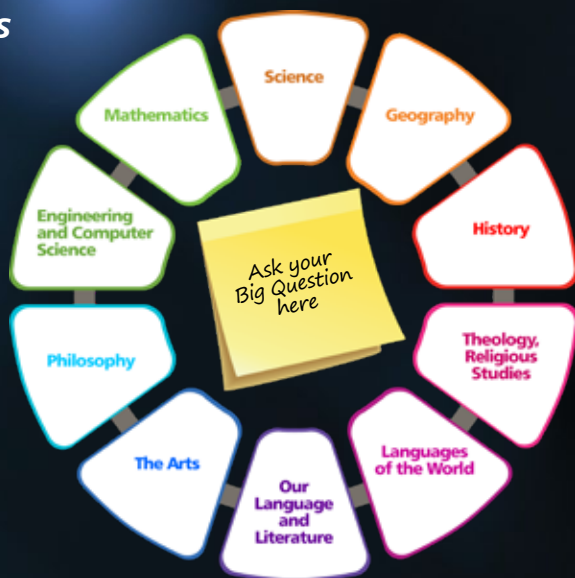 s
Science
Mathematics
Geography
Engineering
and Computer
Science
History
Ask your
Big Question
here
Philosophy
Theology,
Religious
Studies
The Arts
Languages
of the World
Our
Language
and
Literature